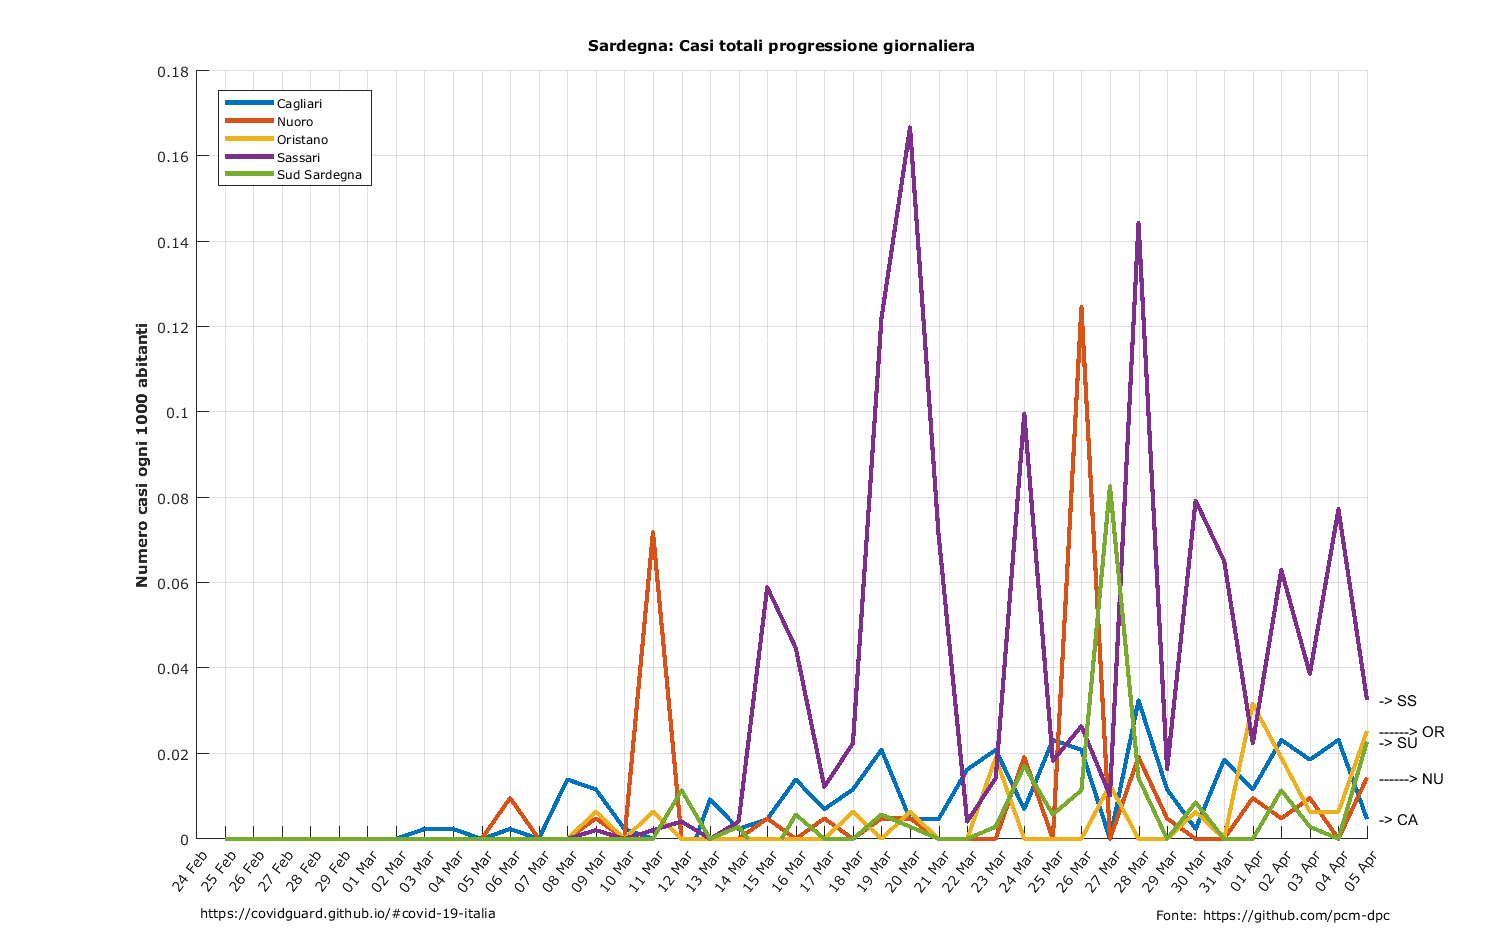 Sardegna: Casi totali progressione giornaliera
Numero casi ogni 1000 abitanti
0.18
0.16
0.14
0.12
0.1
0.08
0.06
0.04
0.02
0
Cagliari
Nuoro
Oristano
Sassari
Sud Sardegna
-> SS
------> OR
-> SU
------> NU
-> CA
24 Feb
25 Feb
26 Feb
27 Feb
28 Feb
29 Feb
01 Mar
02 Mar
03 Mar
04 Mar
05 Mar
06 Mar
07 Mar
08 Mar
09 Mar
10 Mar
11 Mar
12 Mar
13 Mar
14 Mar
15 Mar
16 Mar
17 Mar
18 Mar
19 Mar
20 Mar
21 Mar
22 Mar
23 Mar
24 Mar
25 Mar
26 Mar
27 Mar
28 Mar
29 Mar
30 Mar
31 Mar
01 Apr
02 Apr
03 Apr
04 Apr
05 Apr
https://covidguard.github.io/#covid-19-italia
Fonte: https://github.com/pcm-dpc